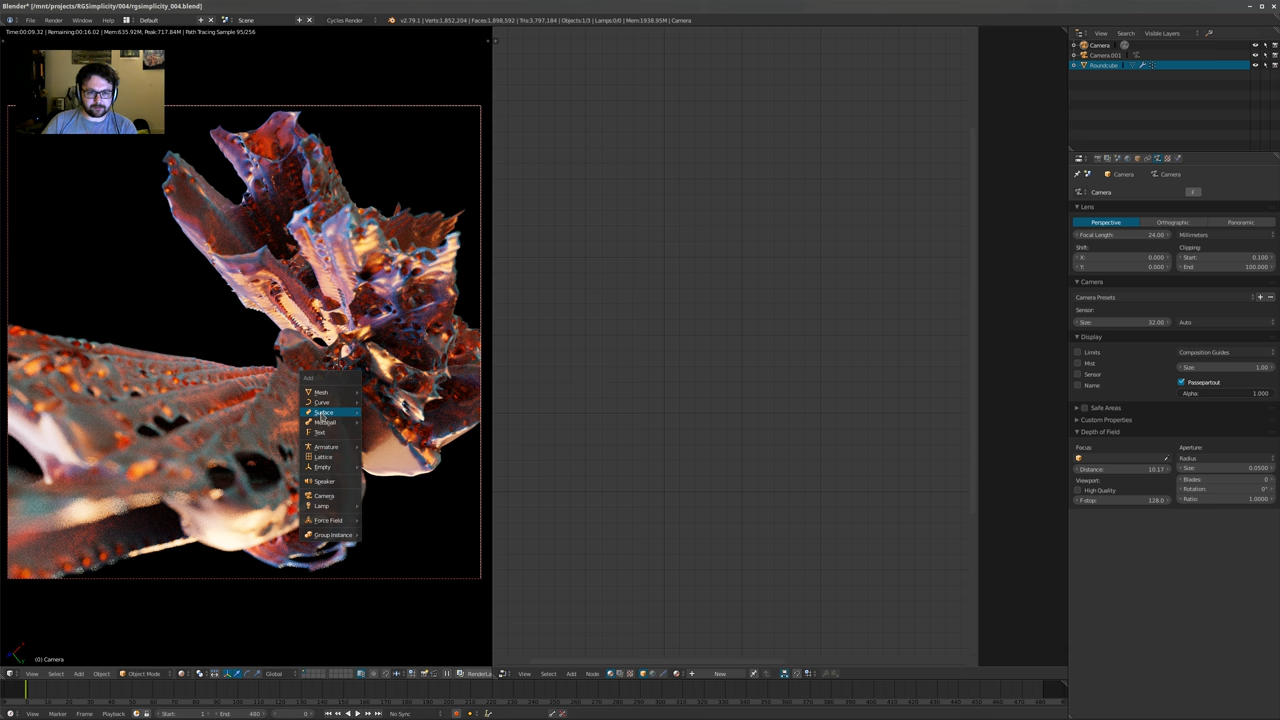 Blender* [/mnt/projects/RGSimplicity/004/rgsimplicity_004.blend]
File Render Window Help Default Scene Cycles Render v2.79.1 | Verts:1,852,204 | Faces:1,898,592 | Tris:3,797,184 | Objects:1/3 | Lamps:0/0 | Mem:1938.95M | Camera
Time:00:09.32 | Remaining:00:16.02 | Mem:635.92M, Peak:717.84M | Path Tracing Sample 95/256
View Search Visible Layers
Camera
Camera.001
Roundcube
Camera Camera
Camera F
Lens
Perspective Orthographic Panoramic
Focal Length: 24.00 Millimeters
Shift: Clipping:
X: 0.000 Start: 0.100
Y: 0.000 End: 100.000
Camera
Camera Presets
Sensor:
Size: 32.00 Auto
Display
Limits Composition Guides
Mist Size: 1.00
Sensor Passepartout
Name Alpha: 1.000
Safe Areas
Custom Properties
Depth of Field
Focus: Aperture:
Radius
Distance: 10.17 Size: 0.0500
Viewport: Blades: 0
High Quality Rotation: 0°
F-stop: 128.0 Ratio: 1.0000
Add
Mesh
Curve
Surface
Metaball
Text
Armature
Lattice
Empty
Speaker
Camera
Lamp
Force Field
Group Instance
(0) Camera
View Select Add Object Object Mode Global RenderLa
View Select Add Node New
View Marker Frame Playback Start: 1 End: 480 0 No Sync